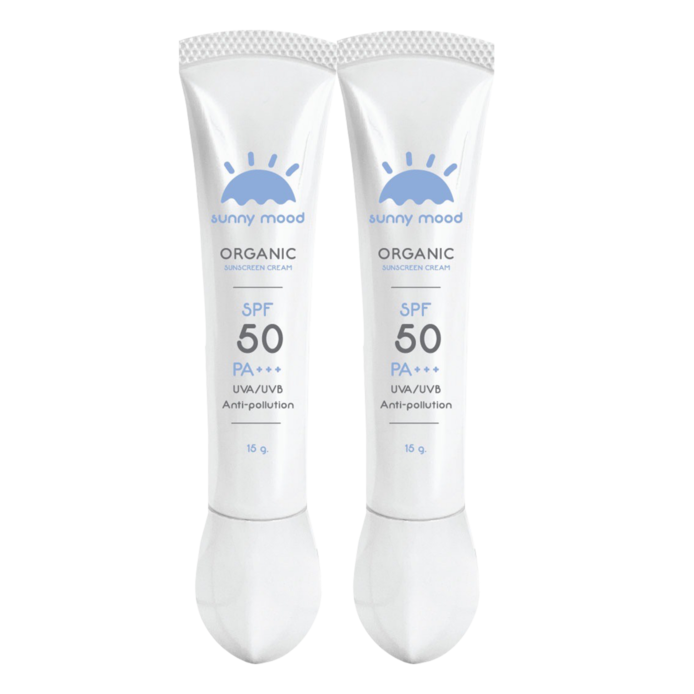 sunny mood
ORGANIC
SUNSCREEN CREAM
SPF
50
PA+++
UVA/UVB
Anti-pollution
15 g.
sunny mood
ORGANIC
SUNSCREEN CREAM
SPF
50
PA+++
UVA/UVB
Anti-pollution
15 g.